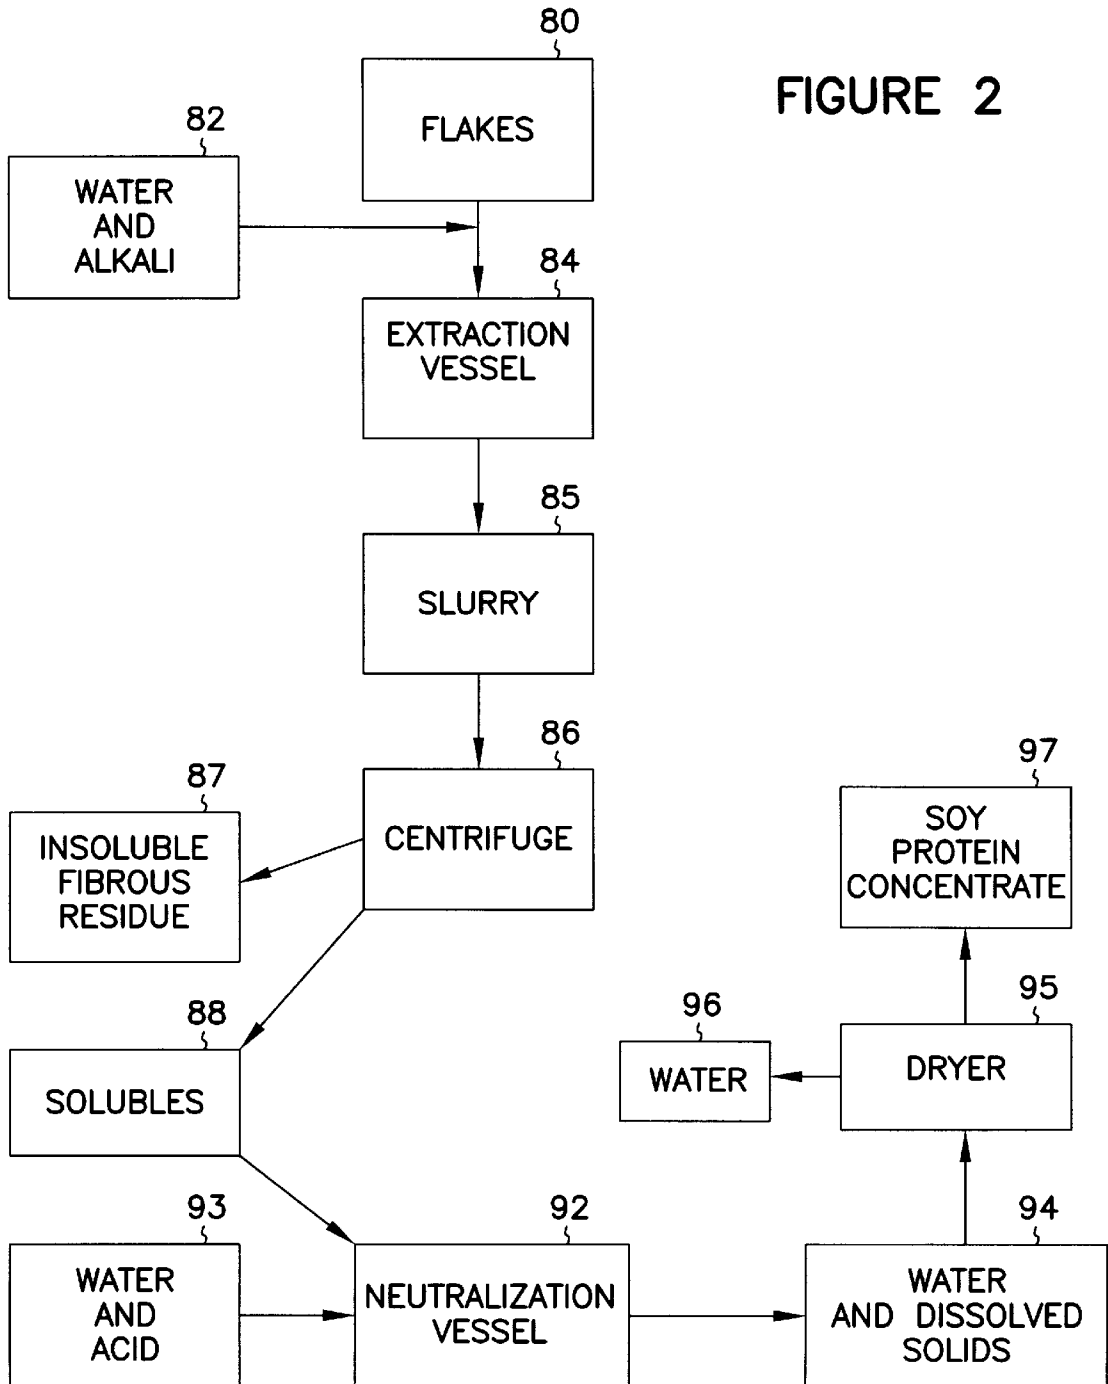 80
FLAKES
FIGURE 2
82
WATER
AND
ALKALI
84
EXTRACTION
VESSEL
85
SLURRY
86
CENTRIFUGE
87
INSOLUBLE
FIBROUS
RESIDUE
88
SOLUBLES
93
WATER
AND
ACID
92
NEUTRALIZATION
VESSEL
94
WATER
AND DISSOLVED
SOLIDS
95
DRYER
96
WATER
97
SOY
PROTEIN
CONCENTRATE